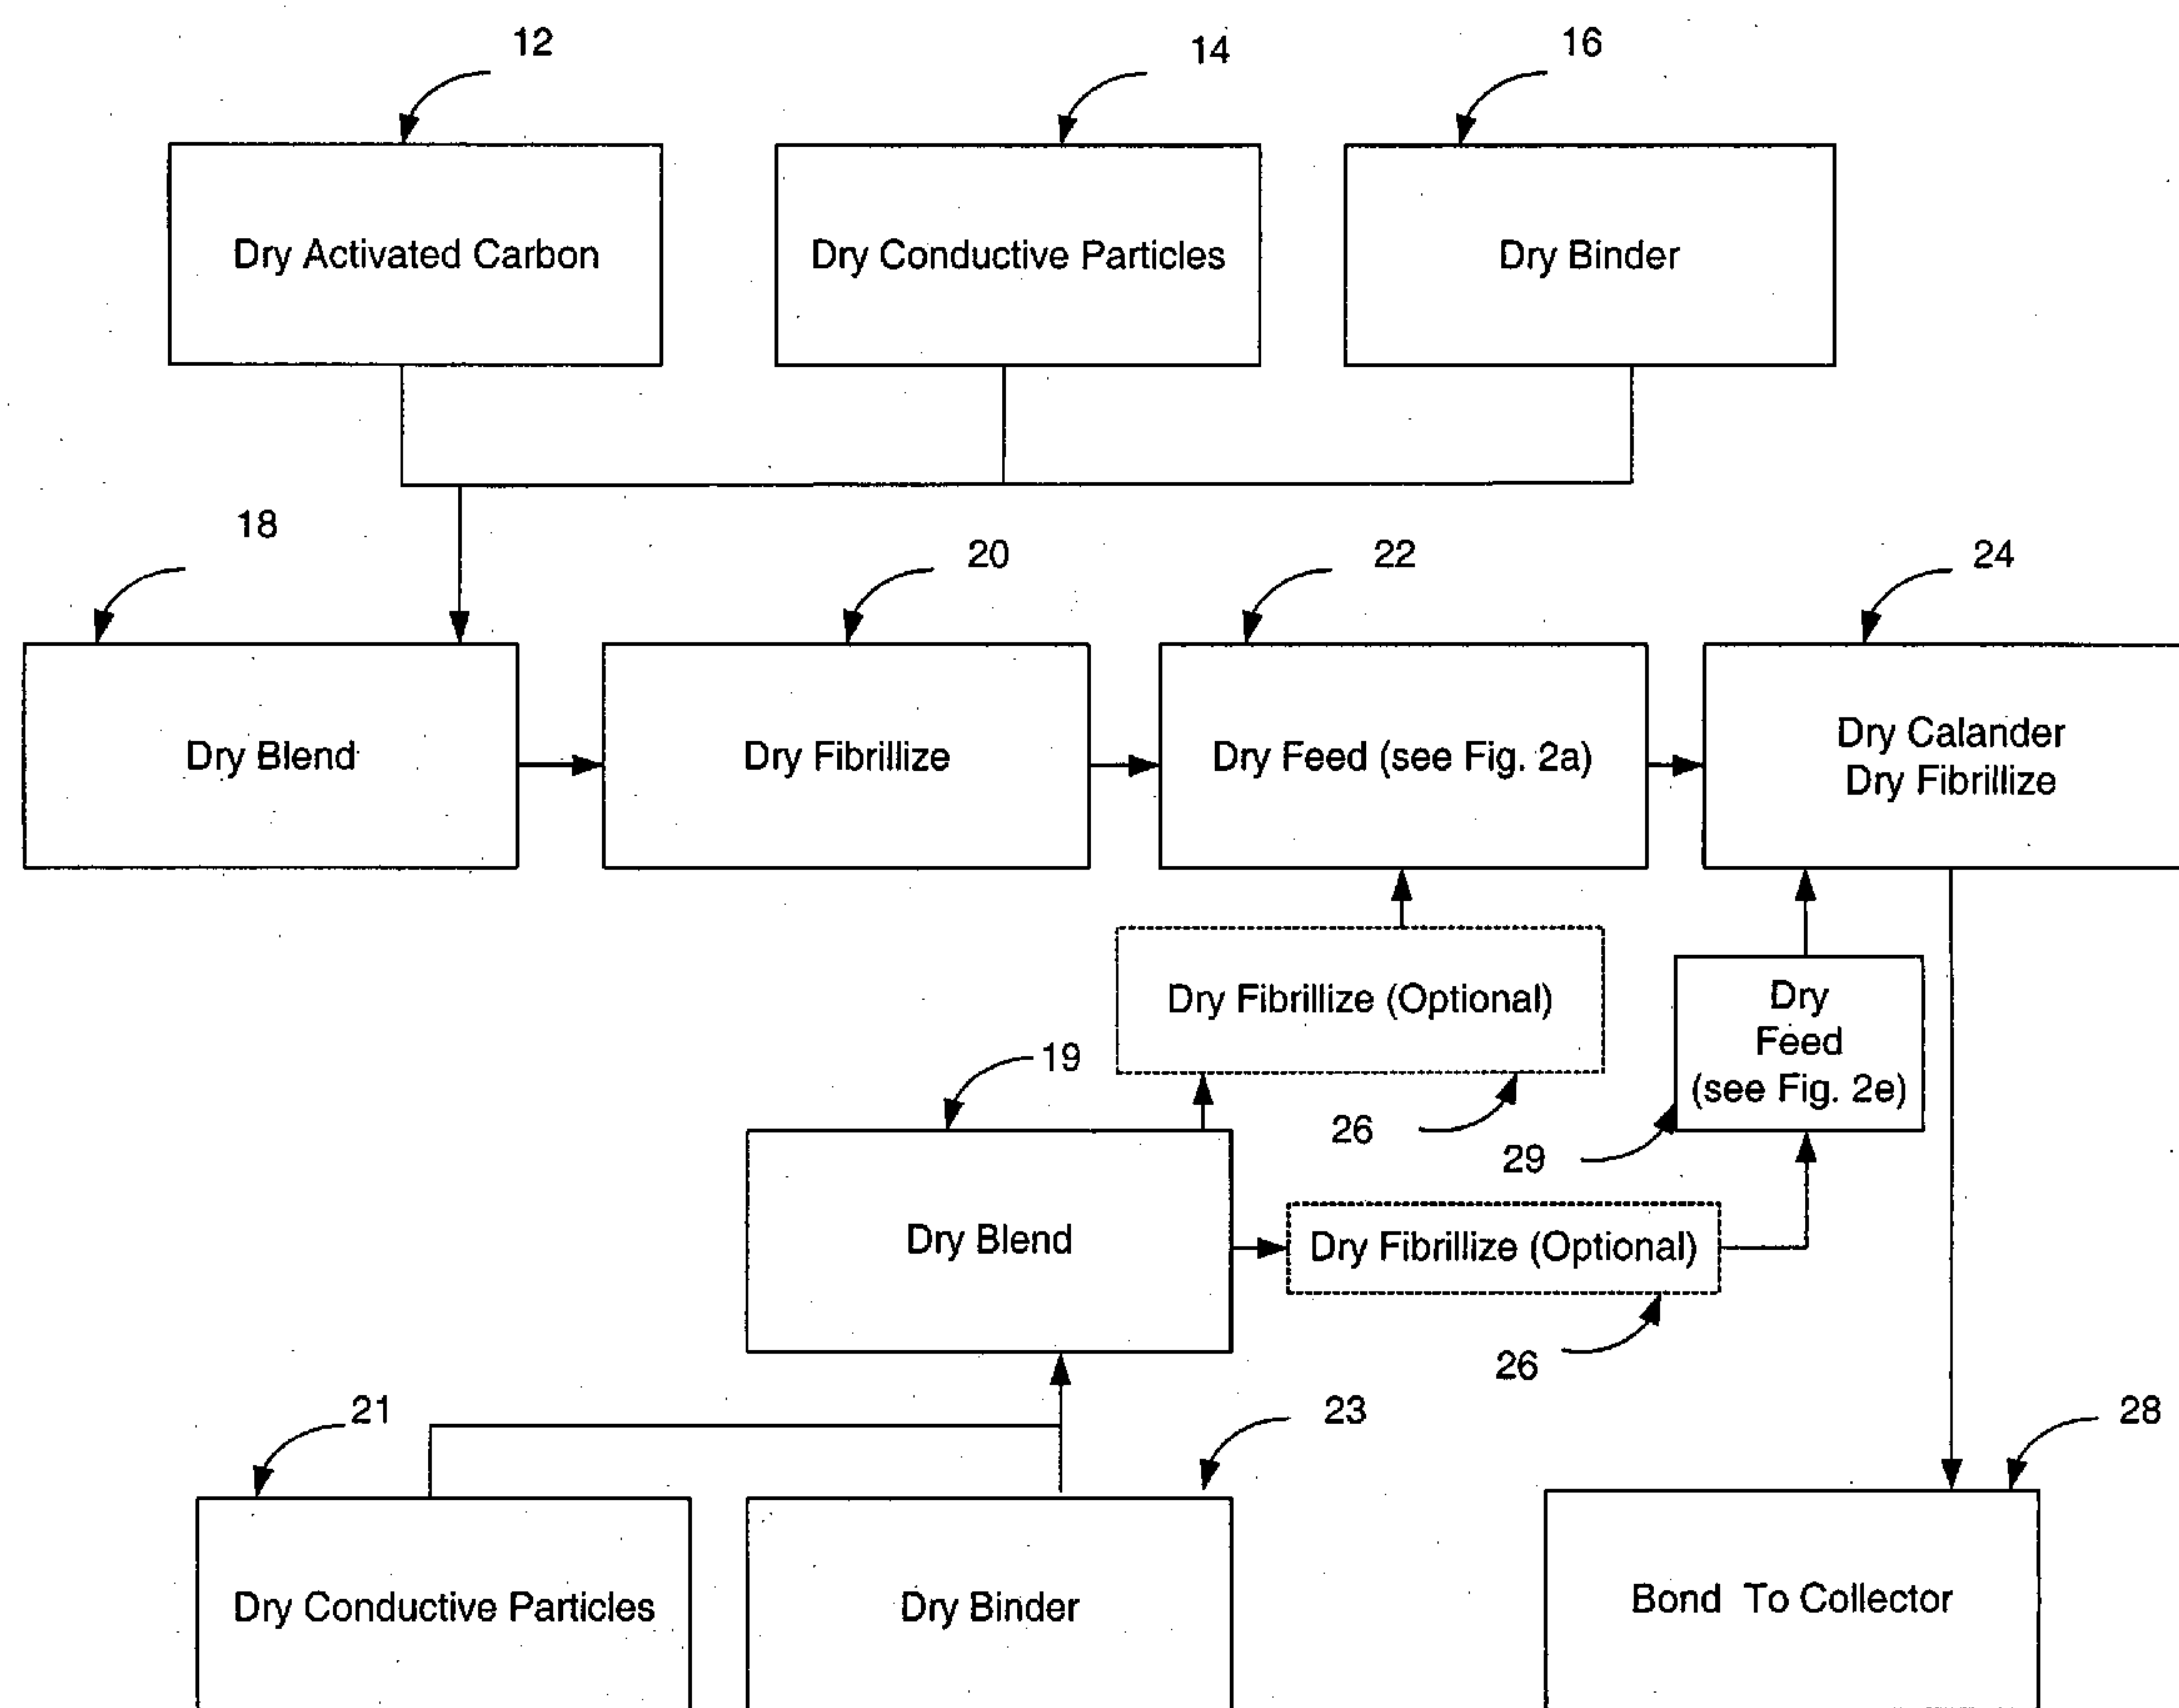 12
14
16
Dry Activated Carbon
Dry Conductive Particles
Dry Binder
18
20
22
24
Dry Blend
Dry Fibrillize
Dry Feed (see Fig. 2a)
Dry Calander
Dry Fibrillize
Dry Fibrillize (Optional)
Dry
Feed
(see Fig. 2e)
19
26
29
Dry Blend
Dry Fibrillize (Optional)
26
21
23
28
Dry Conductive Particles
Dry Binder
Bond To Collector